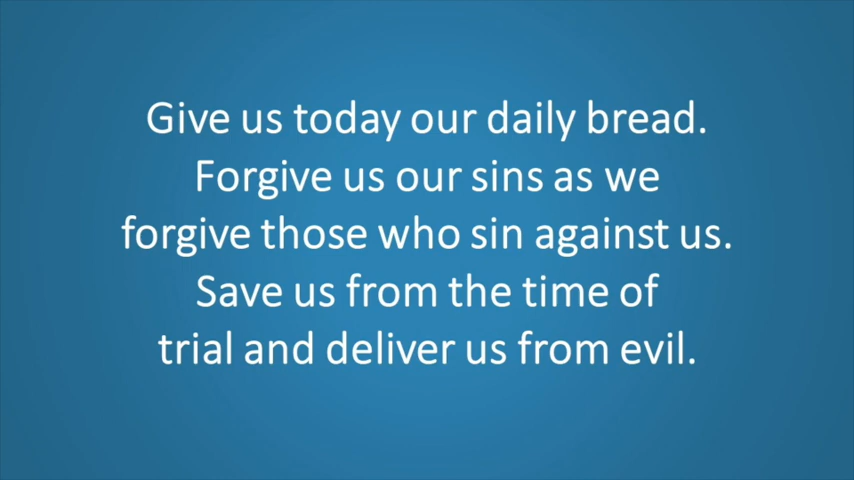 Give us today our daily bread.
Forgive us our sins as we
forgive those who sin against us.
Save us from the time of
trial and deliver us from evil.